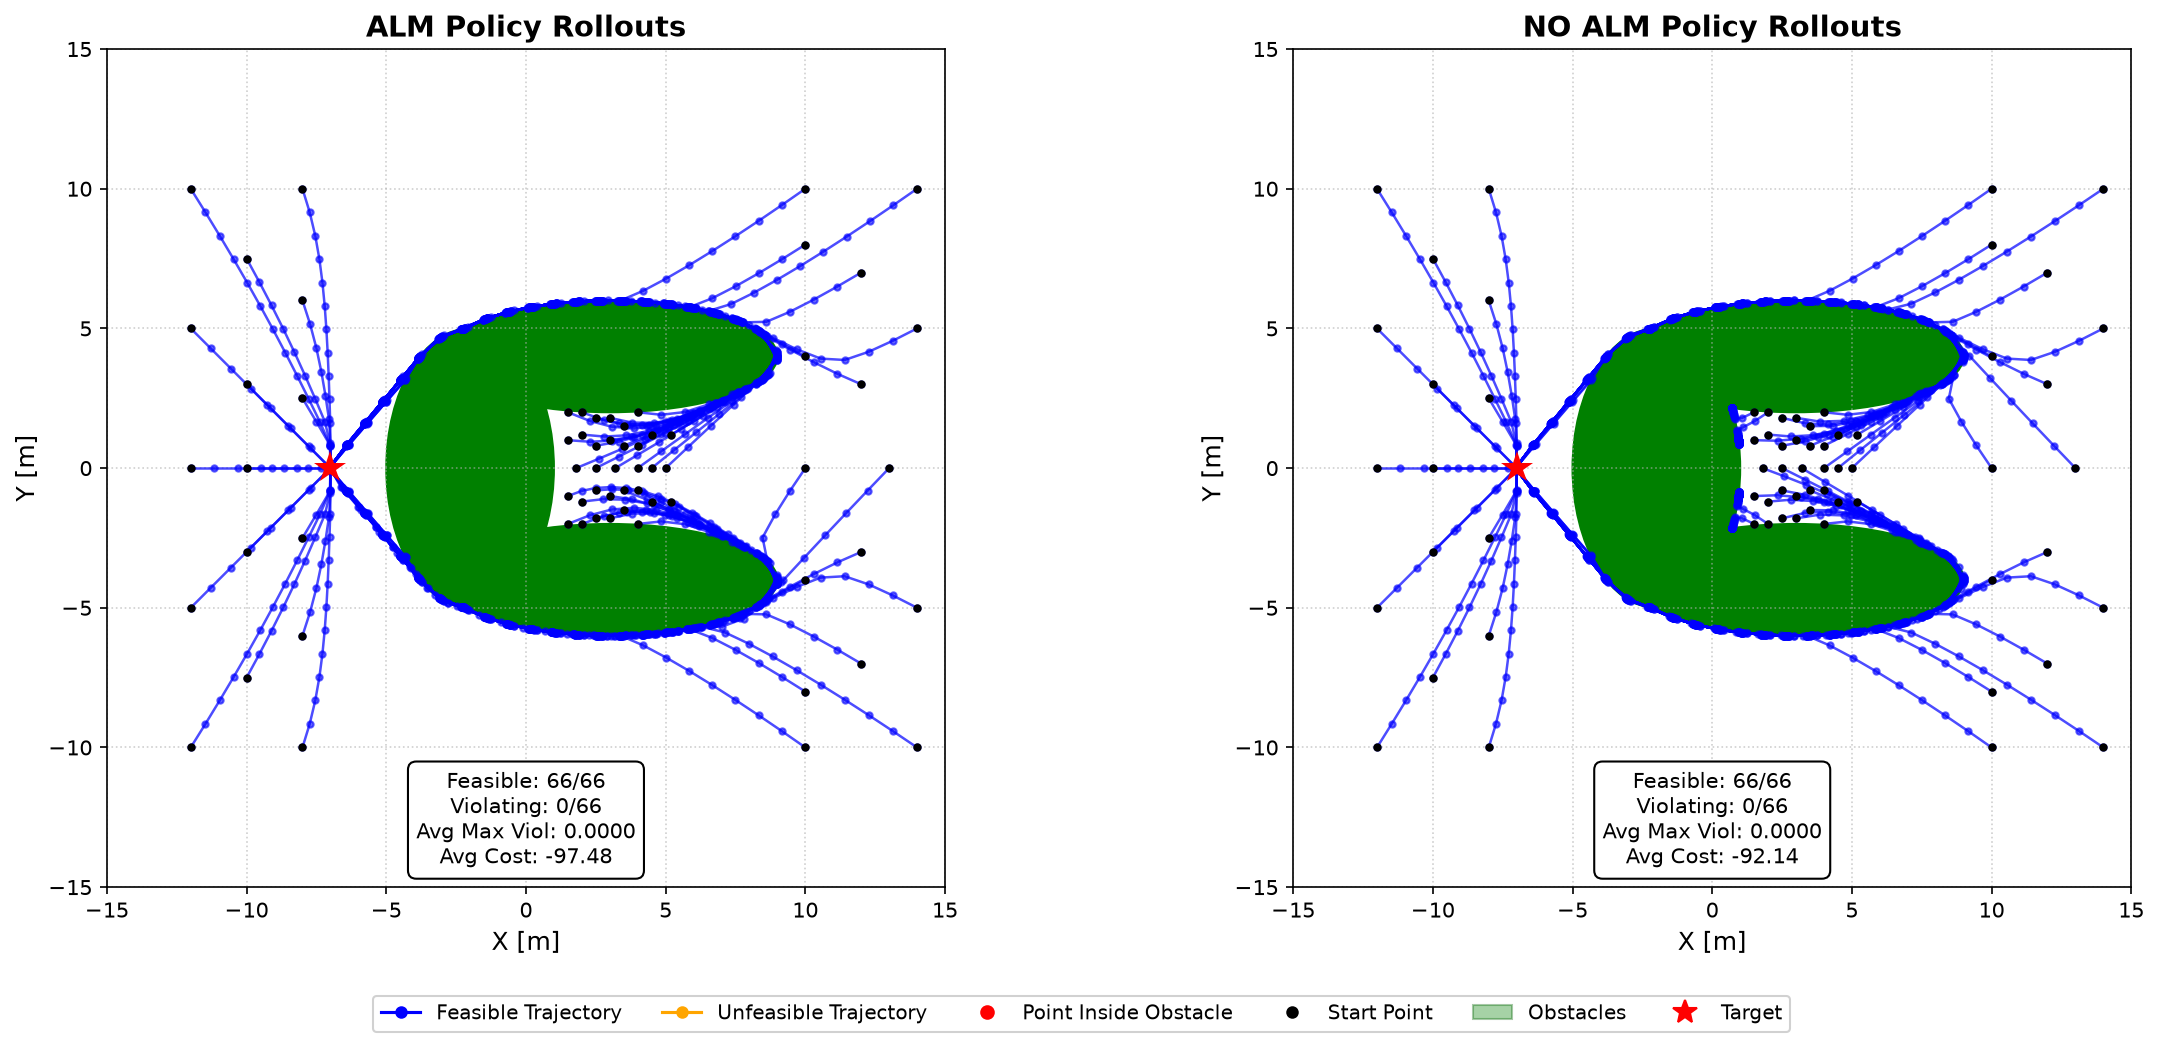 ALM Policy Rollouts
15
10
5
0
−5
−10
−15
Y [m]
Feasible: 66/66
Violating: 0/66
Avg Max Viol: 0.0000
Avg Cost: -97.48
−15 −10 −5 0 5 10 15
X [m]
NO ALM Policy Rollouts
15
10
5
0
−5
−10
−15
Y [m]
Feasible: 66/66
Violating: 0/66
Avg Max Viol: 0.0000
Avg Cost: -92.14
−15 −10 −5 0 5 10 15
X [m]
Feasible Trajectory Unfeasible Trajectory Point Inside Obstacle Start Point Obstacles Target